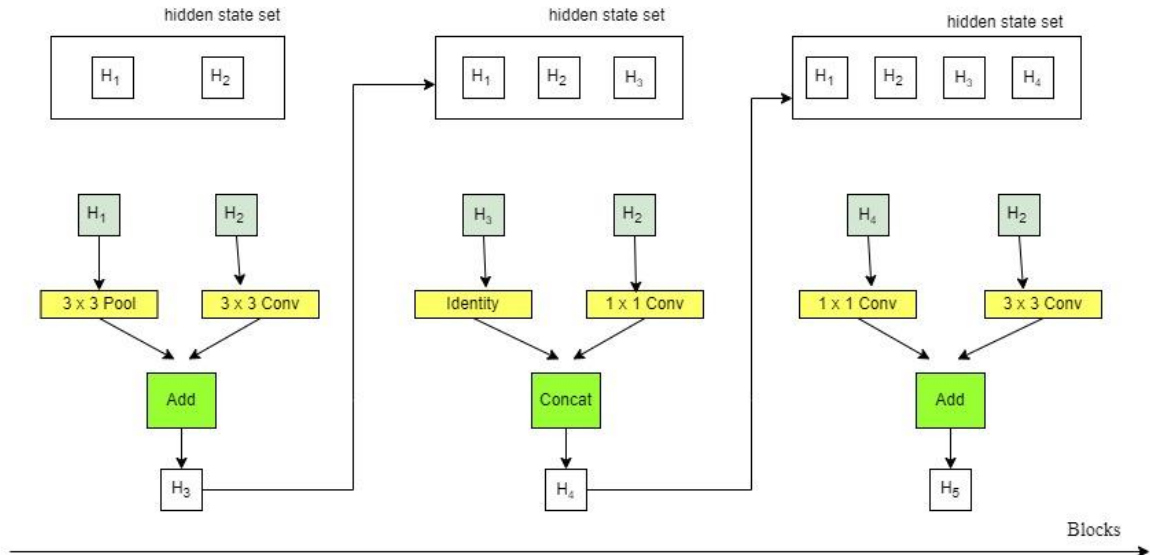 hidden state set
hidden state set
hidden state set
H₁ H₂
H₁ H₂ H₃
H₁ H₂ H₃ H₄
H₁ H₂
H₃ H₂
H₄ H₂
3 x 3 Pool 3 x 3 Conv
Identity 1 x 1 Conv
1 x 1 Conv 3 x 3 Conv
Add
Concat
Add
H₃
H₄
H₅
Blocks